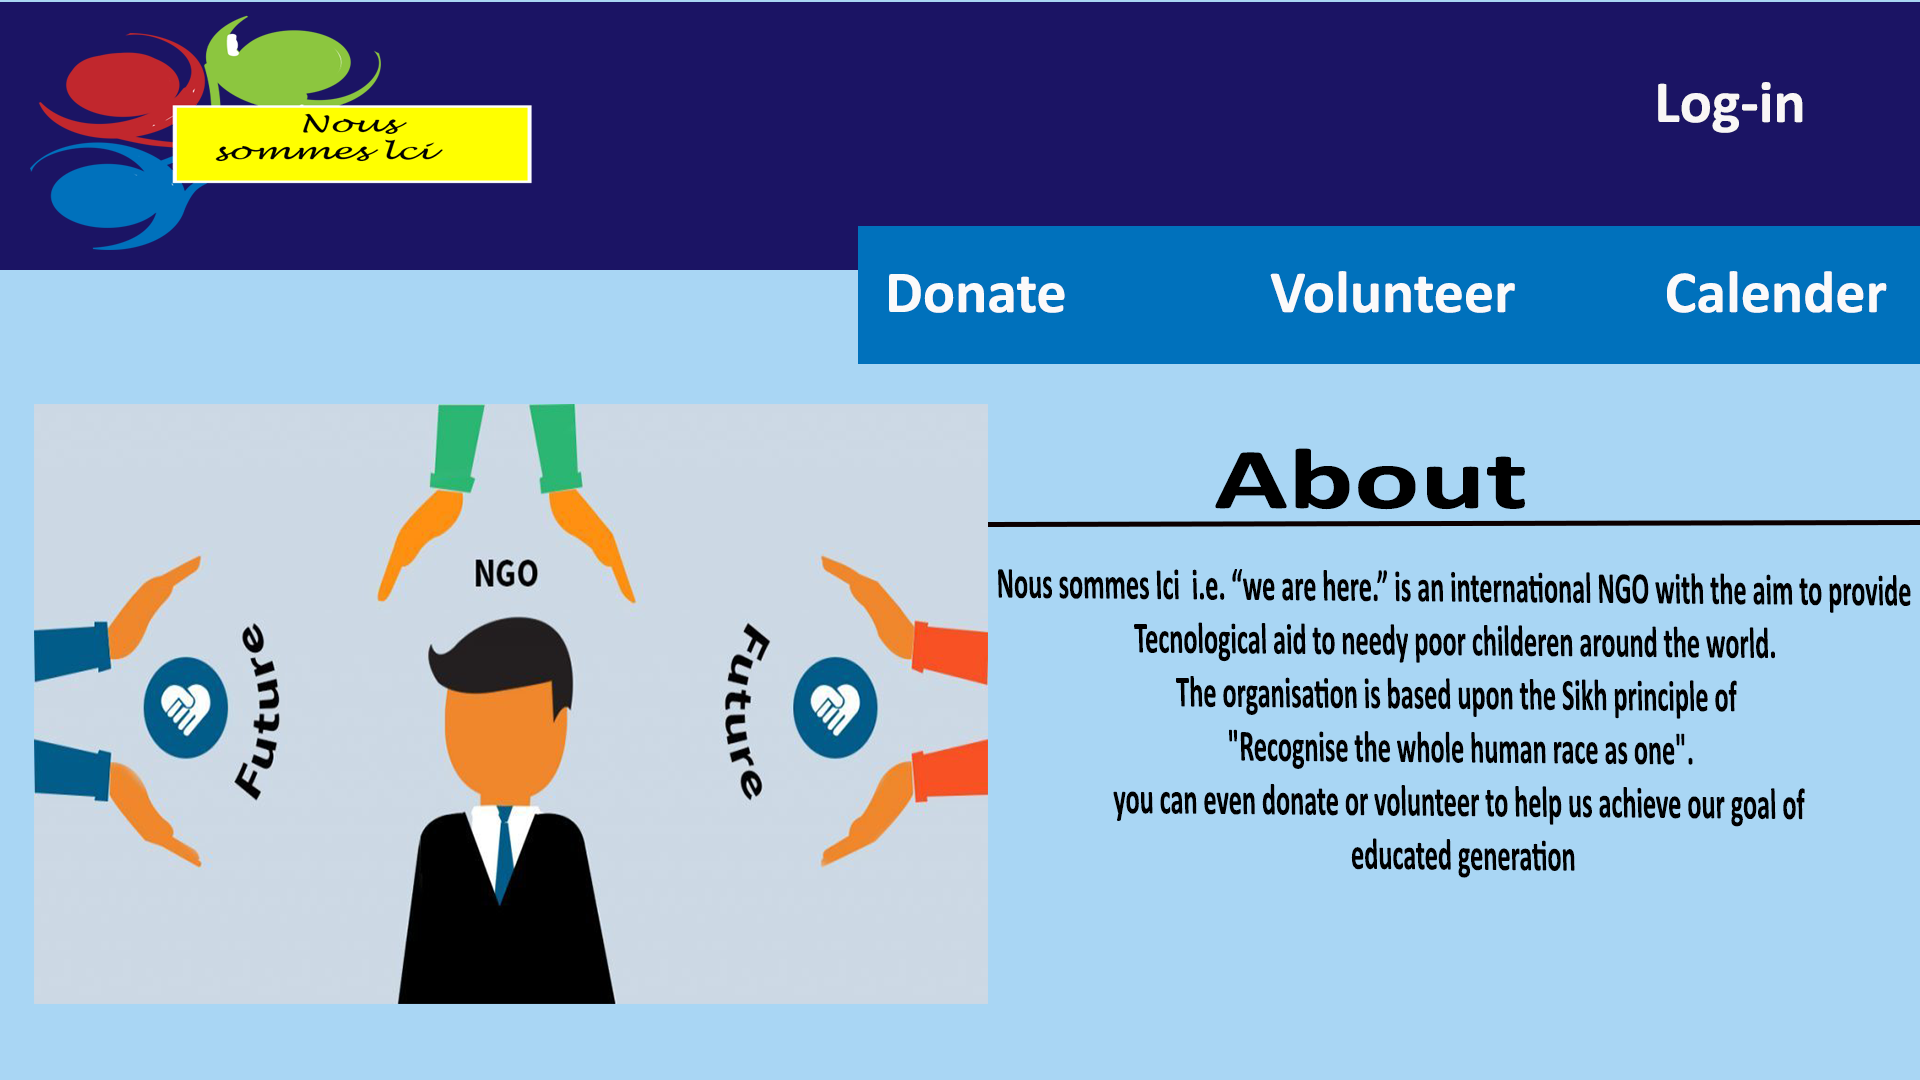 Nous
sommes Ici
Log-in
Donate
Volunteer
Calender
NGO
Future
Future
About
Nous sommes Ici i.e. “we are here.” is an international NGO with the aim to provide
Tecnological aid to needy poor childeren around the world.
The organisation is based upon the Sikh principle of
"Recognise the whole human race as one".
you can even donate or volunteer to help us achieve our goal of
educated generation